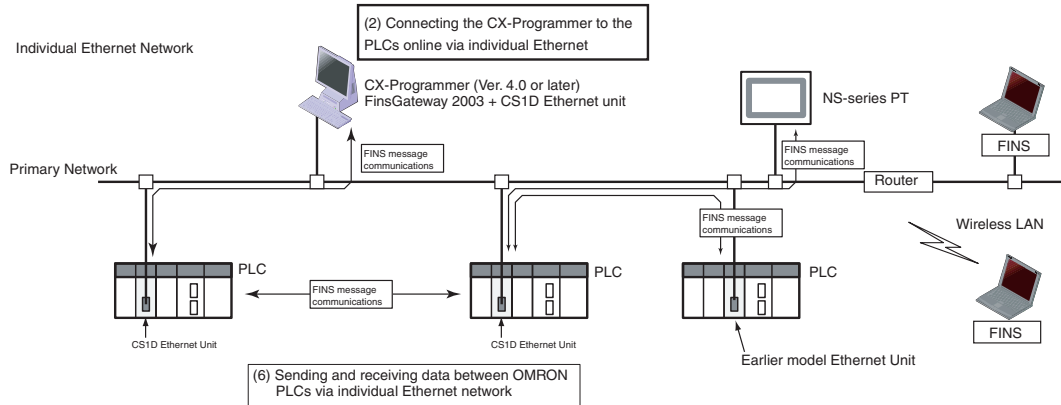 (2) Connecting the CX-Programmer to the
PLCs online via individual Ethernet
Individual Ethernet Network
CX-Programmer (Ver. 4.0 or later)
FinsGateway 2003 + CS1D Ethernet unit
NS-series PT
FINS
FINS message
communications
FINS message
communications
Primary Network
Router
FINS message
communications
Wireless LAN
PLC
PLC
PLC
FINS message
communications
FINS
CS1D Ethernet Unit
CS1D Ethernet Unit
Earlier model Ethernet Unit
(6) Sending and receiving data between OMRON
PLCs via individual Ethernet network